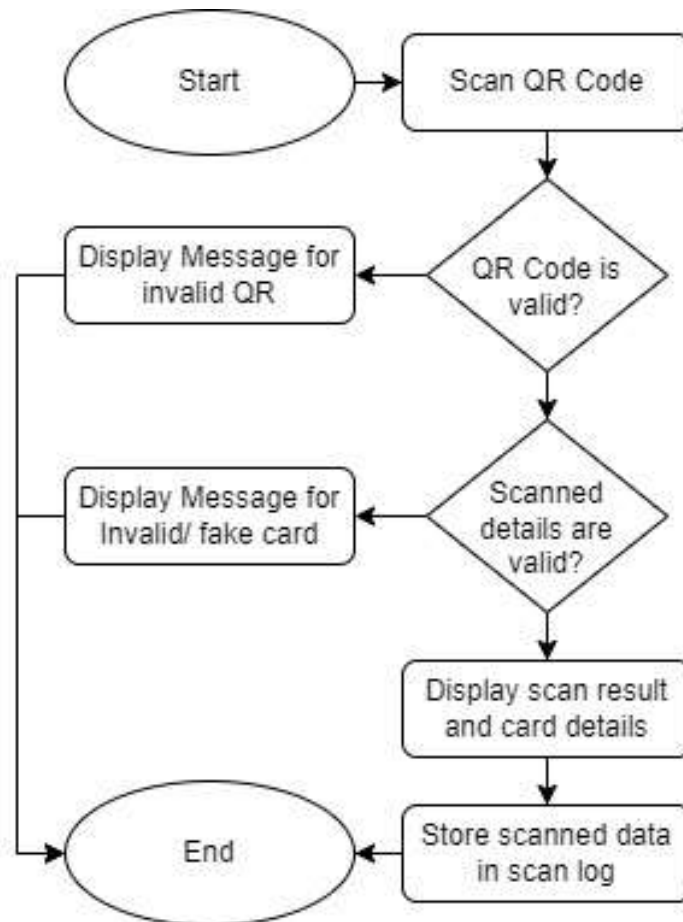 Start
Scan QR Code
QR Code is
valid?
Display Message for
invalid QR
Scanned
details are
valid?
Display Message for
Invalid/ fake card
Display scan result
and card details
Store scanned data
in scan log
End